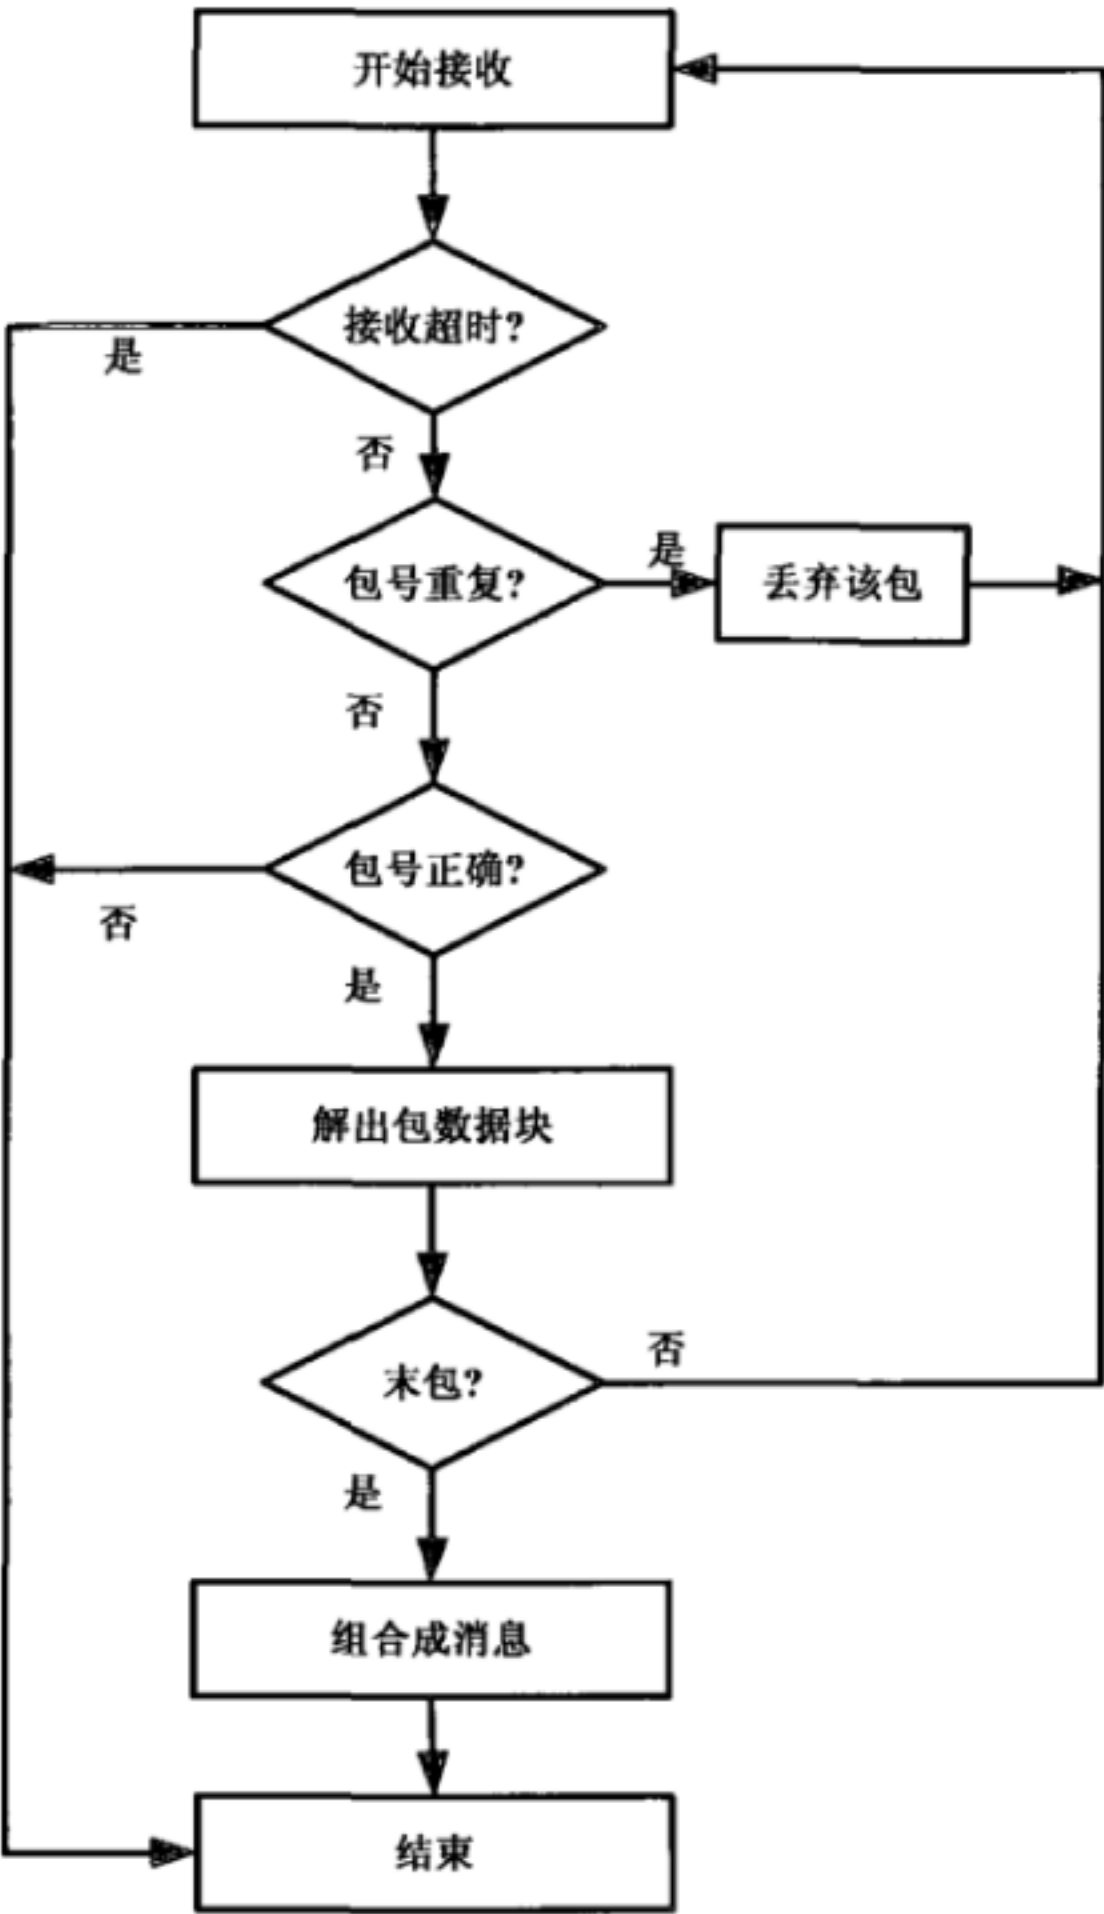 开始接收
接收超时?
是
否
包号重复?
是
丢弃该包
否
包号正确?
否
是
解出包数据块
末包?
否
是
组合成消息
结束